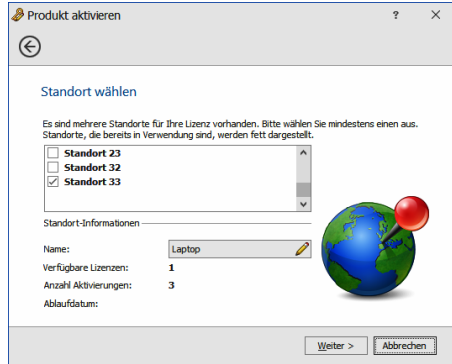 Produkt aktivieren ?
Standort wählen
Es sind mehrere Standorte für Ihre Lizenz vorhanden. Bitte wählen Sie mindestens einen aus.
Standorte, die bereits in Verwendung sind, werden fett dargestellt.
Standort 23
Standort 32
Standort 33
Standort-Informationen
Name: Laptop
Verfügbare Lizenzen: 1
Anzahl Aktivierungen: 3
Ablaufdatum:
Weiter > Abbrechen